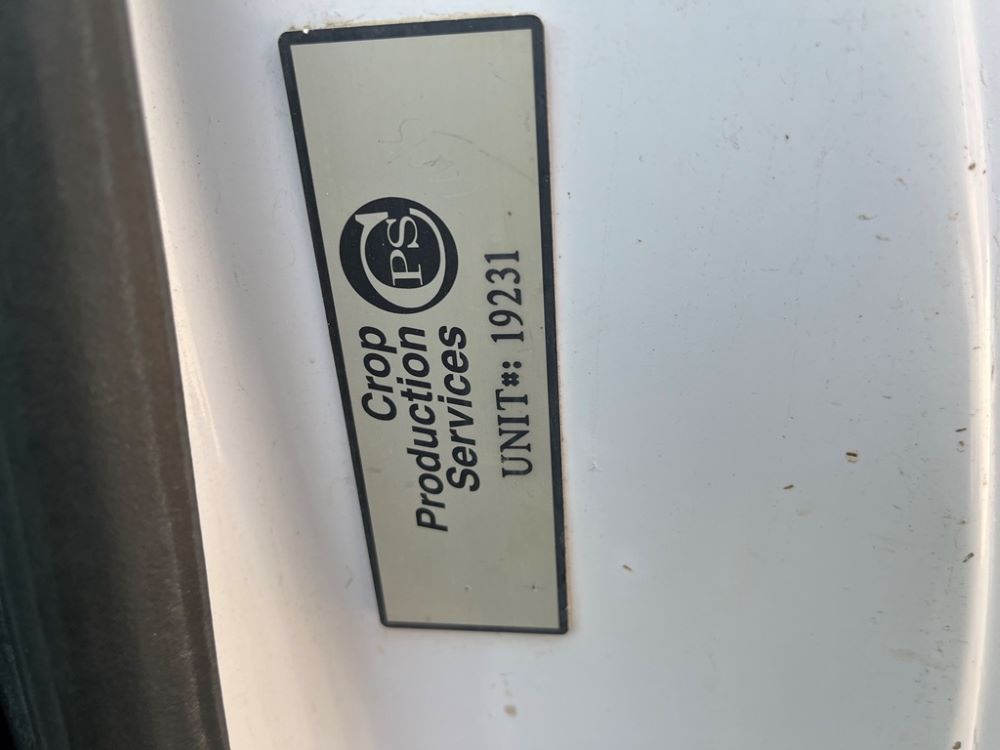 Crop
Production
Services
CPS
UNIT#: 19231